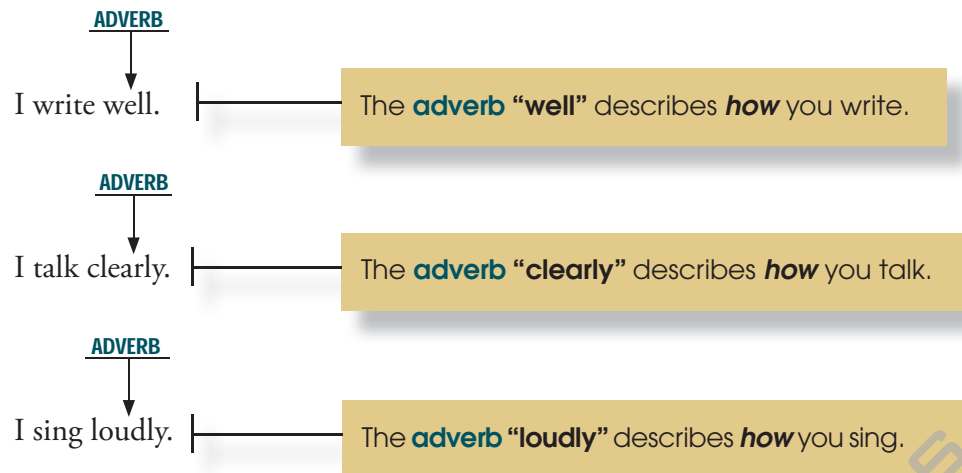 ADVERB
I write well.
The adverb “well” describes how you write.
ADVERB
I talk clearly.
The adverb “clearly” describes how you talk.
ADVERB
I sing loudly.
The adverb “loudly” describes how you sing.